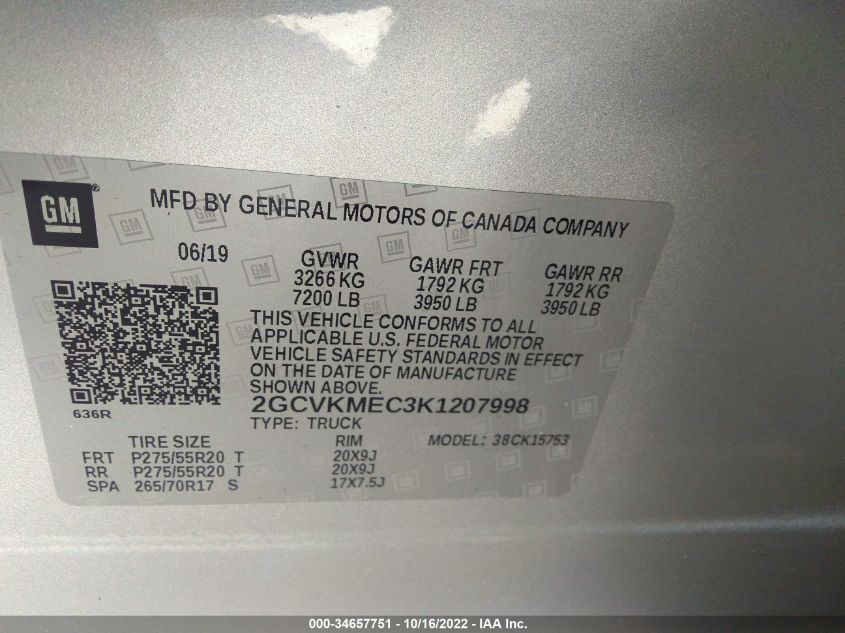 GM
MFD BY GENERAL MOTORS OF CANADA COMPANY
06/19
GVWR GAWR FRT GAWR RR
3266 KG 1792 KG 1792 KG
7200 LB 3950 LB 3950 LB
THIS VEHICLE CONFORMS TO ALL
APPLICABLE U.S. FEDERAL MOTOR
VEHICLE SAFETY STANDARDS IN EFFECT
ON THE DATE OF MANUFACTURE
SHOWN ABOVE.
636R
2GCVKMEC3K1207998
TYPE: TRUCK MODEL: 38CK15753
TIRE SIZE RIM
FRT P275/55R20 T 20X9J
RR P275/55R20 T 20X9J
SPA 265/70R17 S 17X7.5J
000-34657751 - 10/16/2022 - IAA Inc.